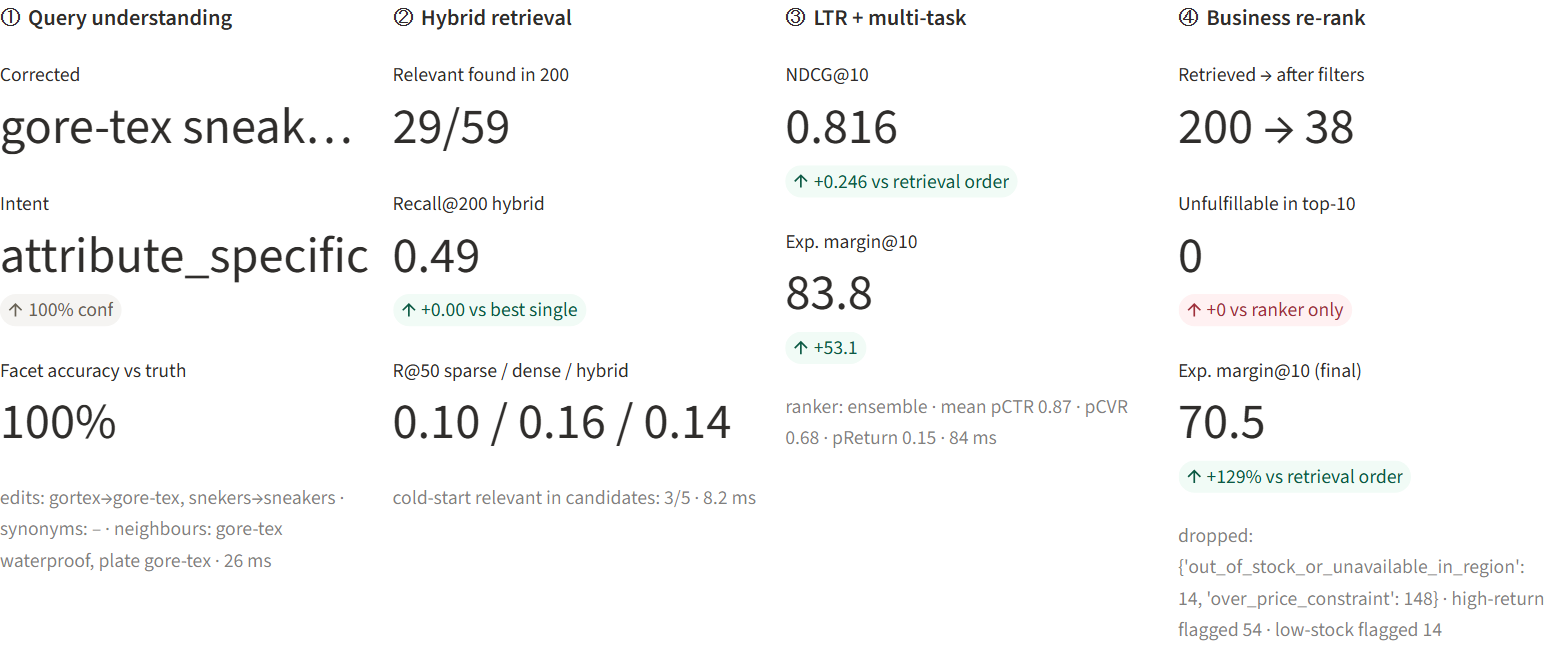 ① Query understanding
Corrected
gore-tex sneak…
Intent
attribute_specific
↑ 100% conf
Facet accuracy vs truth
100%
edits: gortex→gore-tex, snekers→sneakers ·
synonyms: – · neighbours: gore-tex
waterproof, plate gore-tex · 26 ms
② Hybrid retrieval
Relevant found in 200
29/59
Recall@200 hybrid
0.49
↑ +0.00 vs best single
R@50 sparse / dense / hybrid
0.10 / 0.16 / 0.14
cold-start relevant in candidates: 3/5 · 8.2 ms
③ LTR + multi-task
NDCG@10
0.816
↑ +0.246 vs retrieval order
Exp. margin@10
83.8
↑ +53.1
ranker: ensemble · mean pCTR 0.87 · pCVR
0.68 · pReturn 0.15 · 84 ms
④ Business re-rank
Retrieved → after filters
200 → 38
Unfulfillable in top-10
0
↑ +0 vs ranker only
Exp. margin@10 (final)
70.5
↑ +129% vs retrieval order
dropped:
{'out_of_stock_or_unavailable_in_region':
14, 'over_price_constraint': 148} · high-return
flagged 54 · low-stock flagged 14